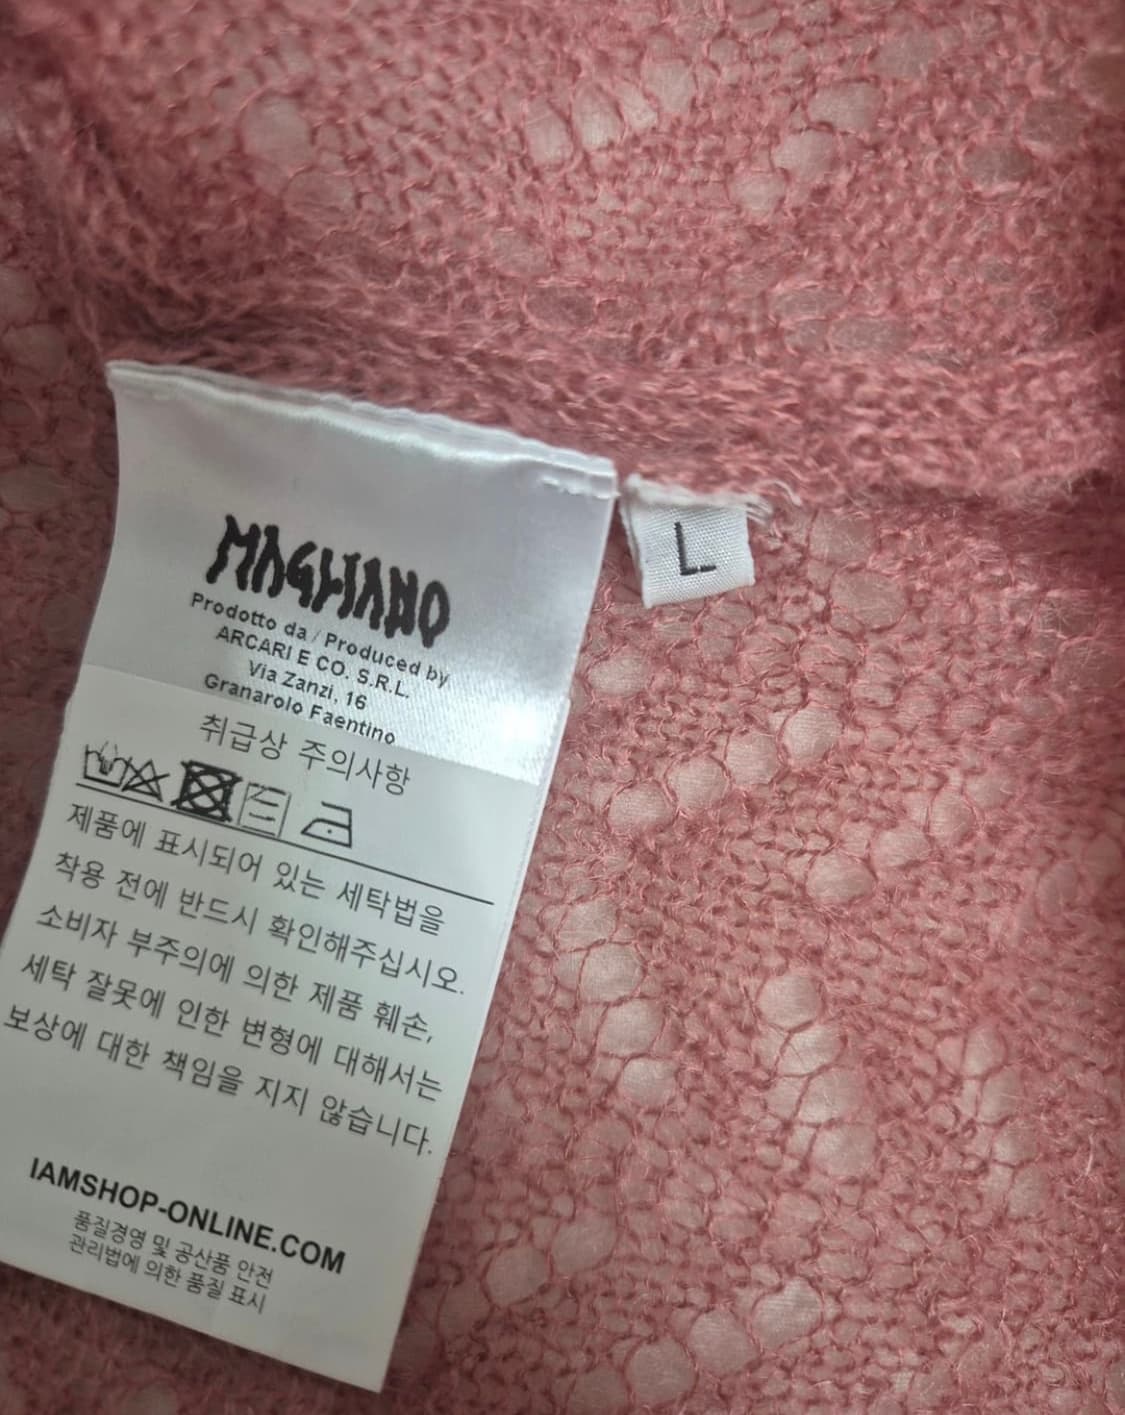 MAGLIANO
Prodotto da / Produced by
ARCARI E CO. S.R.L.
Via Zanzi, 16
Granarolo Faentino
L
취급상 주의사항
제품에 표시되어 있는 세탁법을
착용 전에 반드시 확인해주십시오.
소비자 부주의에 의한 제품 훼손,
세탁 잘못에 인한 변형에 대해서는
보상에 대한 책임을 지지 않습니다.
IAMSHOP-ONLINE.COM
품질경영 및 공산품 안전
관리법에 의한 품질 표시